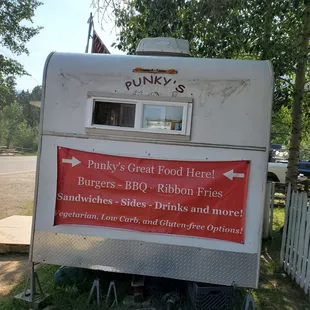 PUNKY'S
Punky's Great Food Here!
Burgers - BBQ - Ribbon Fries
Sandwiches - Sides - Drinks and more!
Vegetarian, Low Carb, and Gluten-free Options!